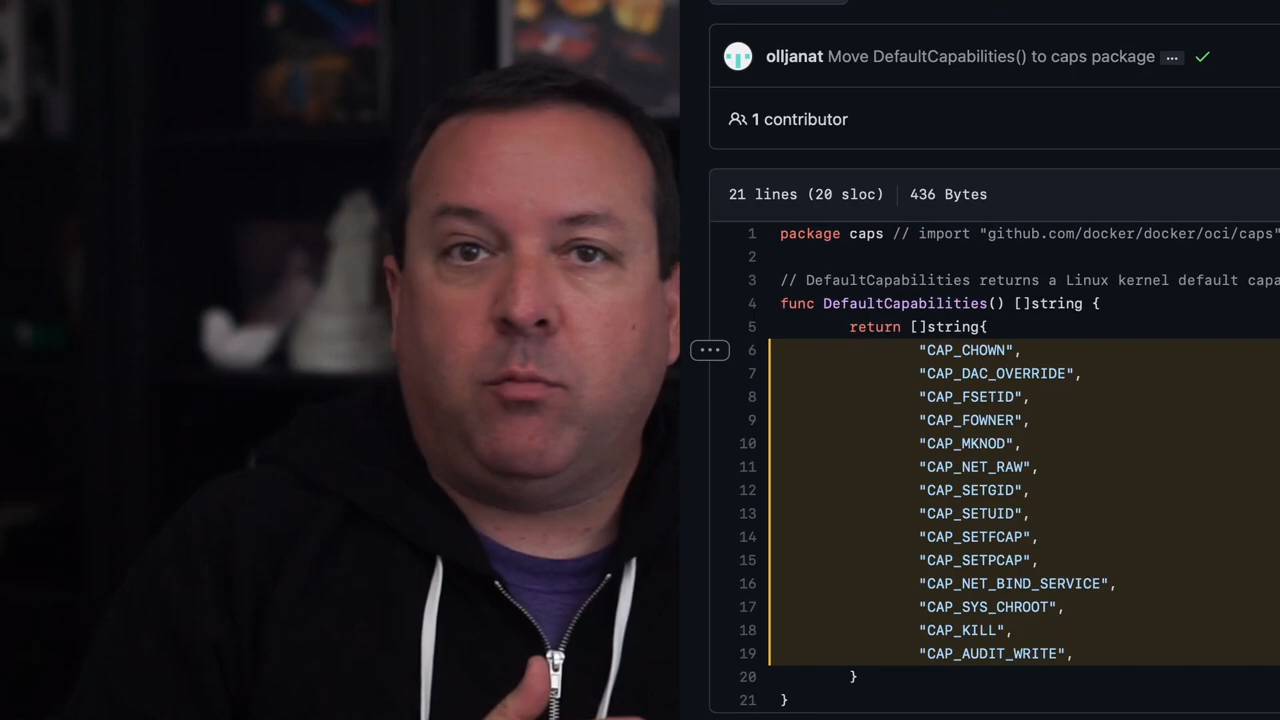 olljanat Move DefaultCapabilities() to caps package ...
1 contributor
21 lines (20 sloc) 436 Bytes
1 package caps // import "github.com/docker/docker/oci/caps"
2
3 // DefaultCapabilities returns a Linux kernel default capa
4 func DefaultCapabilities() []string {
5 return []string{
6 "CAP_CHOWN",
7 "CAP_DAC_OVERRIDE",
8 "CAP_FSETID",
9 "CAP_FOWNER",
10 "CAP_MKNOD",
11 "CAP_NET_RAW",
12 "CAP_SETGID",
13 "CAP_SETUID",
14 "CAP_SETFCAP",
15 "CAP_SETPCAP",
16 "CAP_NET_BIND_SERVICE",
17 "CAP_SYS_CHROOT",
18 "CAP_KILL",
19 "CAP_AUDIT_WRITE",
20 }
21 }